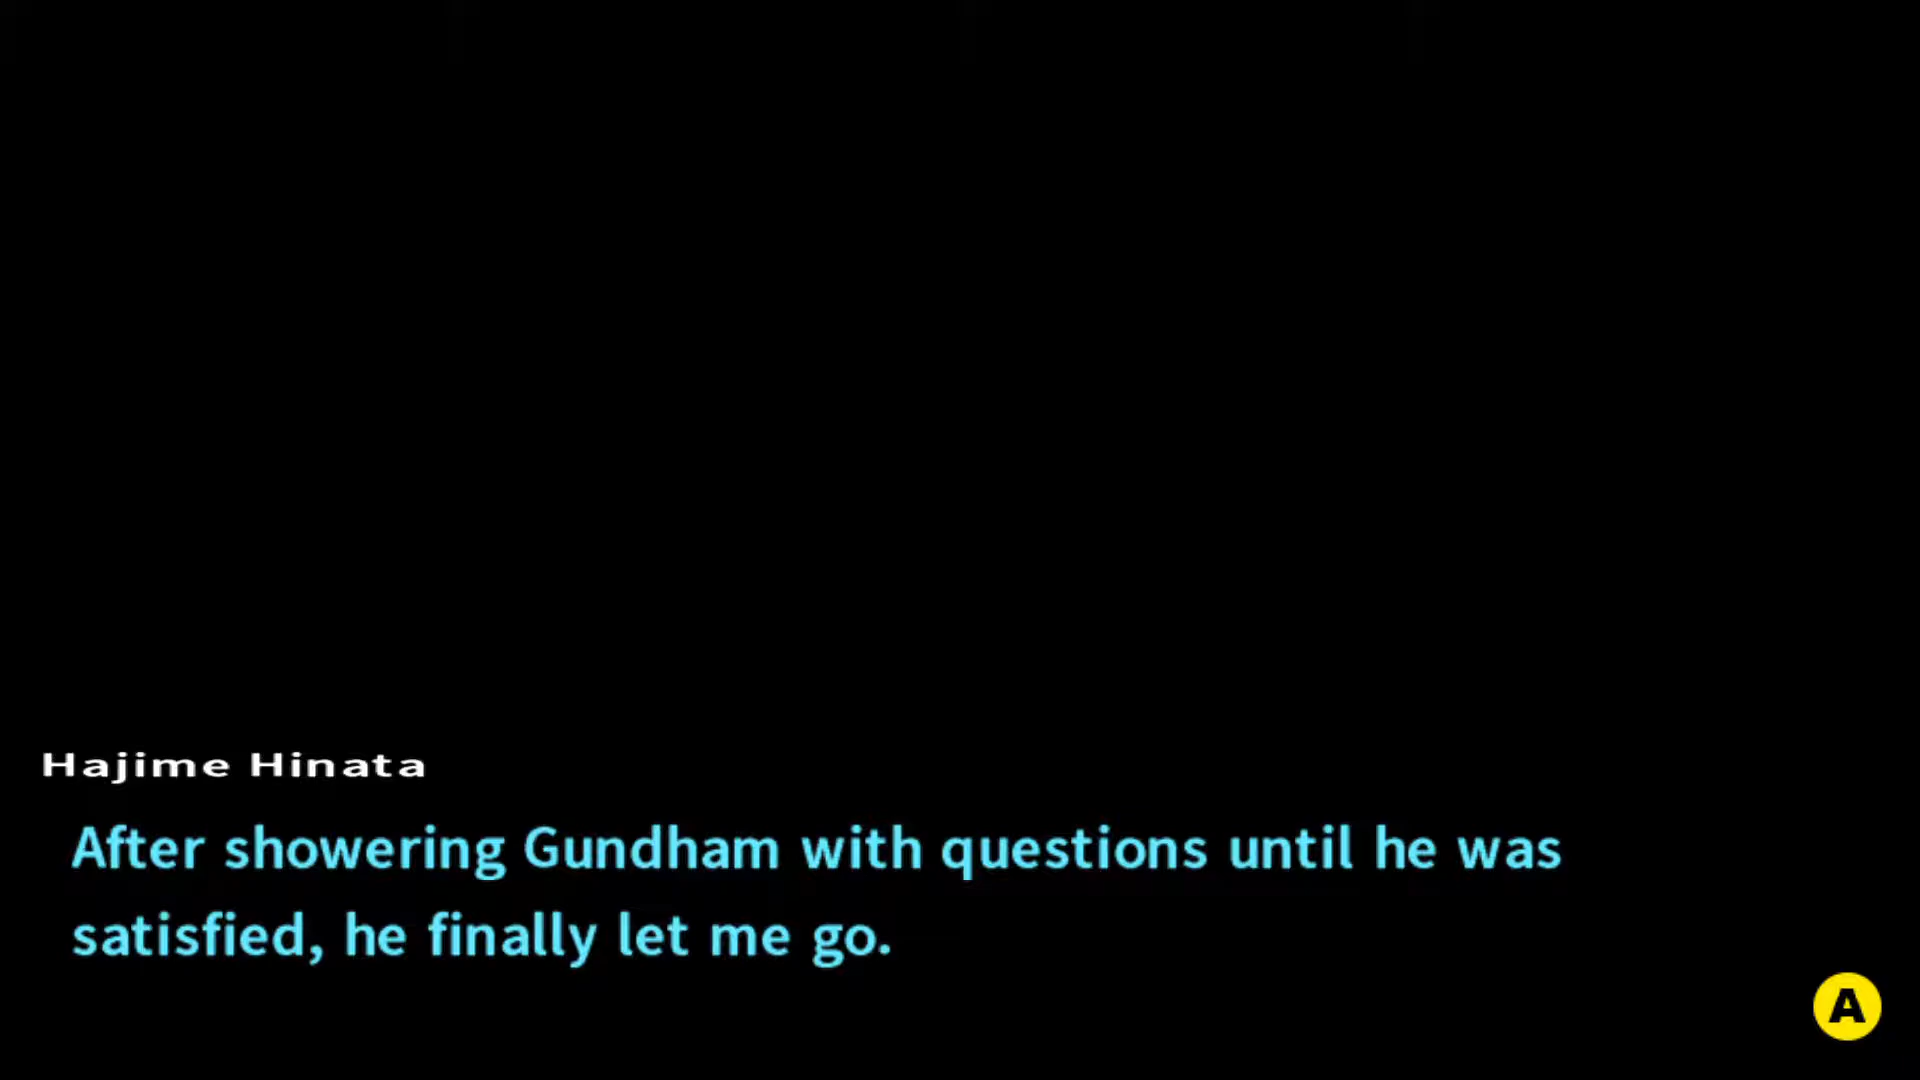 Hajime Hinata
After showering Gundham with questions until he was
satisfied, he finally let me go.
A